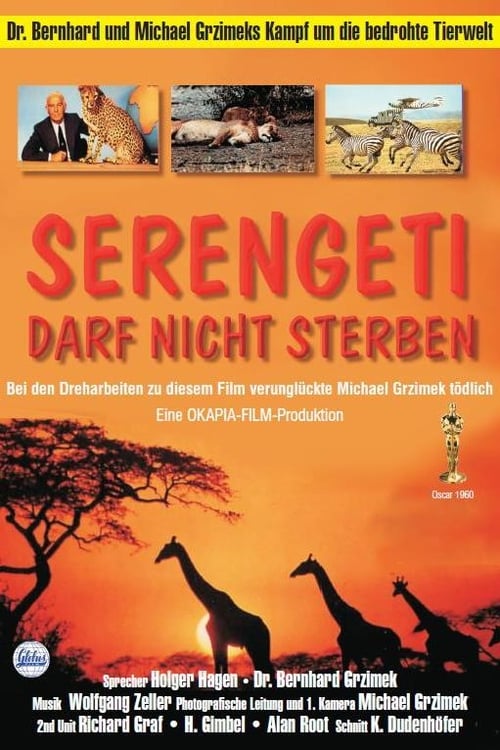 Dr. Bernhard und Michael Grzimeks Kampf um die bedrohte Tierwelt
SERENGETI
DARF NICHT STERBEN
Bei den Dreharbeiten zu diesem Film verunglückte Michael Grzimek tödlich
Eine OKAPIA-FILM-Produktion
Oscar 1960
Globus
Sprecher Holger Hagen · Dr. Bernhard Grzimek
Musik Wolfgang Zeller Photografische Leitung und 1. Kamera Michael Grzimek
2nd Unit Richard Graf · H. Gimbel · Alan Root Schnitt K. Dudenhöfer